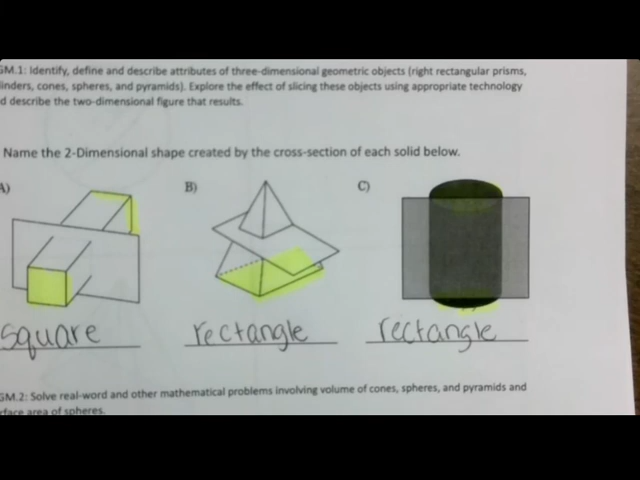 GM.1: Identify, define and describe attributes of three-dimensional geometric objects (right rectangular prisms,
inders, cones, spheres, and pyramids). Explore the effect of slicing these objects using appropriate technology
d describe the two-dimensional figure that results.
Name the 2-Dimensional shape created by the cross-section of each solid below.
A) B) C)
square rectangle rectangle
GM.2: Solve real-word and other mathematical problems involving volume of cones, spheres, and pyramids and
rface area of spheres.